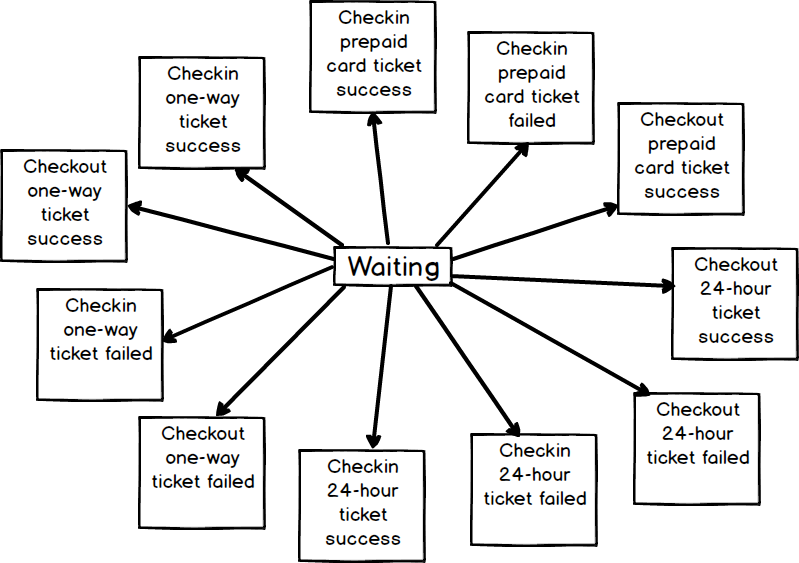 Checkin
prepaid
card ticket
success
Checkin
prepaid
card ticket
failed
Checkin
one-way
ticket
success
Checkout
prepaid
card ticket
success
Checkout
one-way
ticket
success
Waiting
Checkout
24-hour
ticket
success
Checkin
one-way
ticket failed
Checkout
24-hour
ticket failed
Checkout
one-way
ticket failed
Checkin
24-hour
ticket failed
Checkin
24-hour
ticket
success